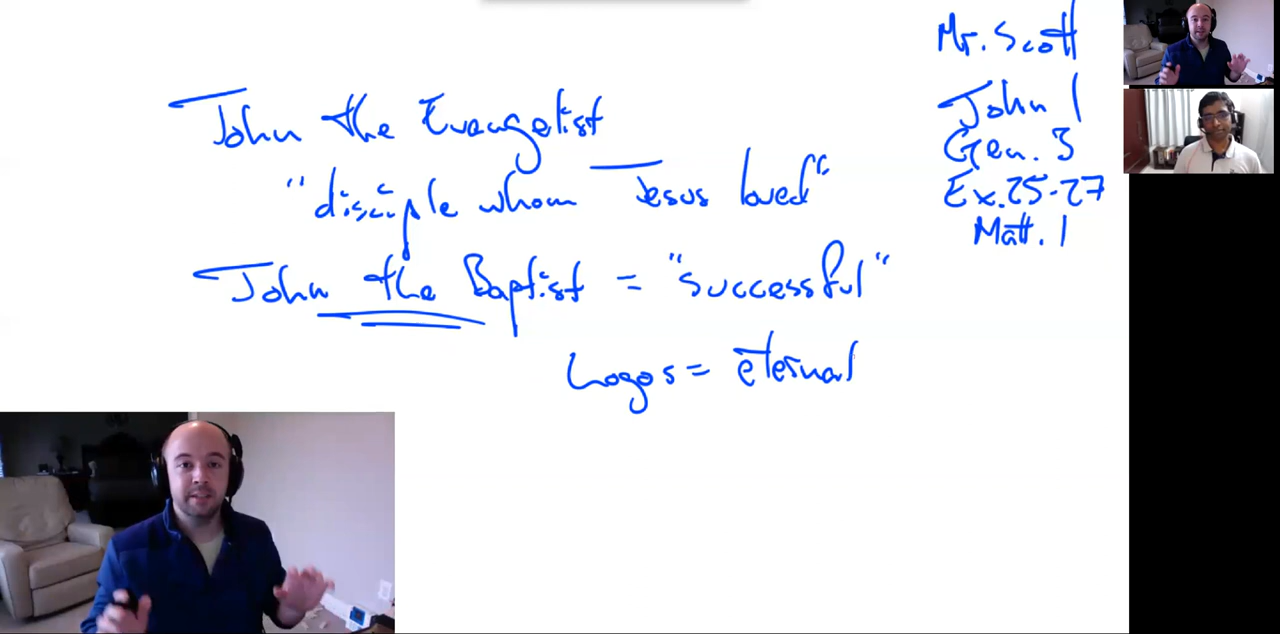 John the Evangelist
"disciple whom Jesus loved"
John the Baptist = "successful"
Logos = eternal
Mr. Scott
John 1
Gen. 3
Ex. 25-27
Matt. 1